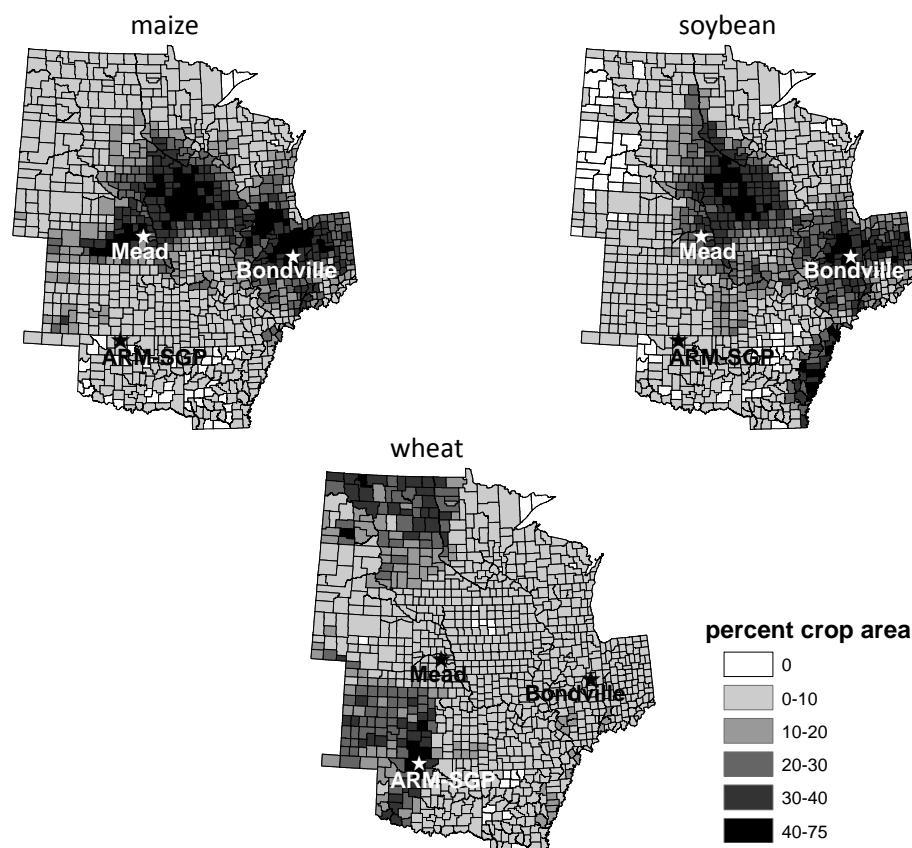 maize
soybean
Mead
Bondville
ARM-SGP
Mead
Bondville
ARM-SGP
wheat
Mead
Bondville
ARM-SGP
percent crop area
0
0-10
10-20
20-30
30-40
40-75